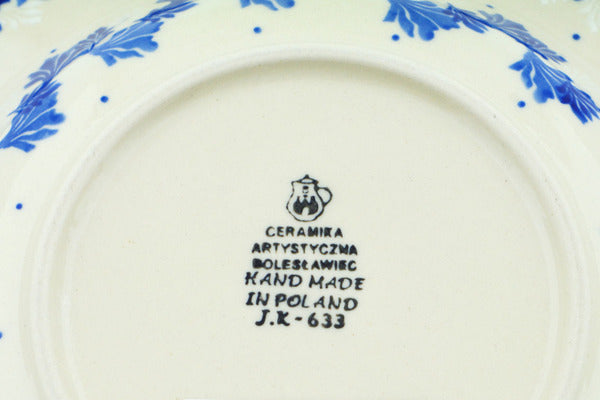 CERAMIKA
ARTYSTYCZNA
BOLESŁAWIEC
HAND MADE
IN POLAND
J.K-633